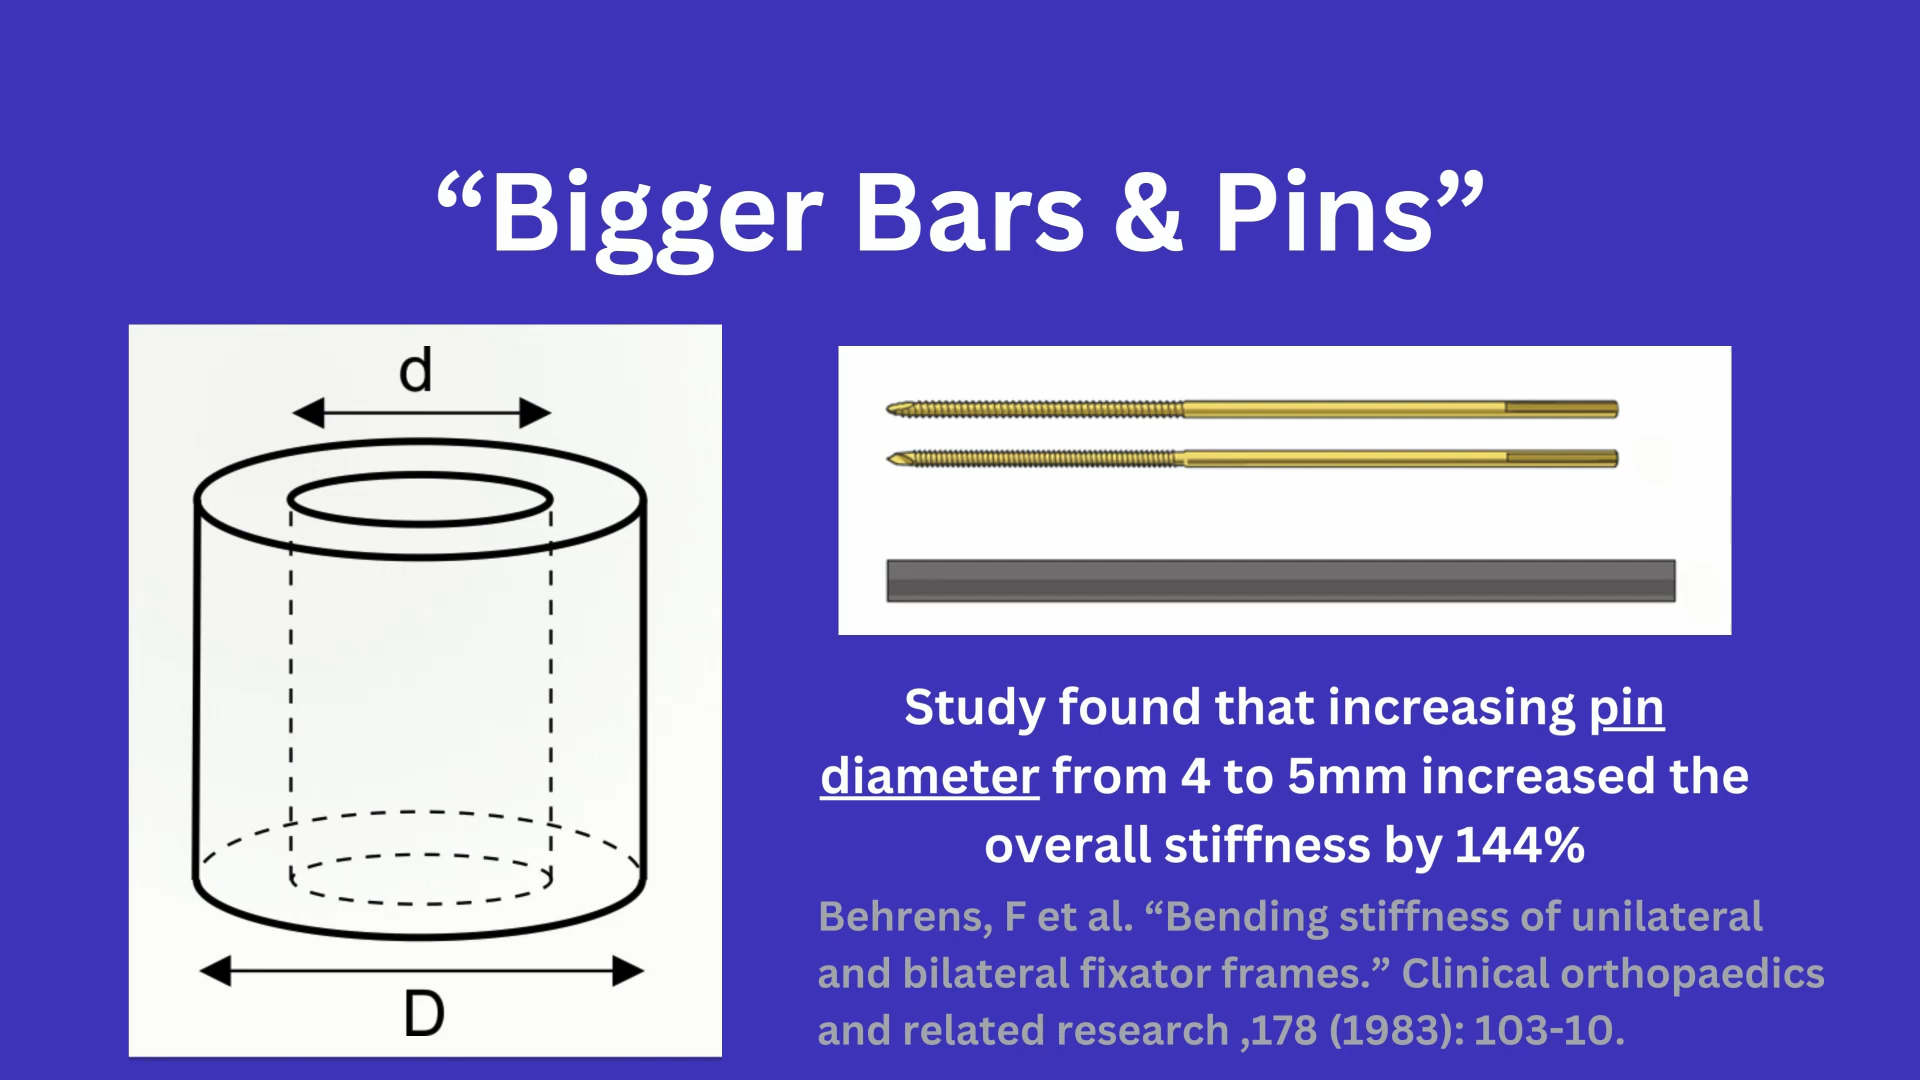 “Bigger Bars & Pins”
d
D
Study found that increasing pin
diameter from 4 to 5mm increased the
overall stiffness by 144%
Behrens, F et al. “Bending stiffness of unilateral
and bilateral fixator frames.” Clinical orthopaedics
and related research ,178 (1983): 103-10.